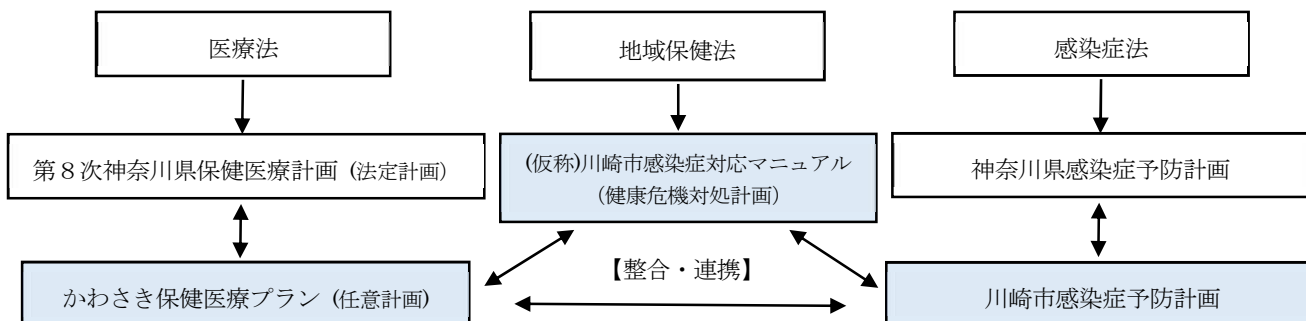 医療法
地域保健法
感染症法
第８次神奈川県保健医療計画 (法定計画)
(仮称)川崎市感染症対応マニュアル
（健康危機対処計画）
神奈川県感染症予防計画
【整合・連携】
かわさき保健医療プラン (任意計画)
川崎市感染症予防計画